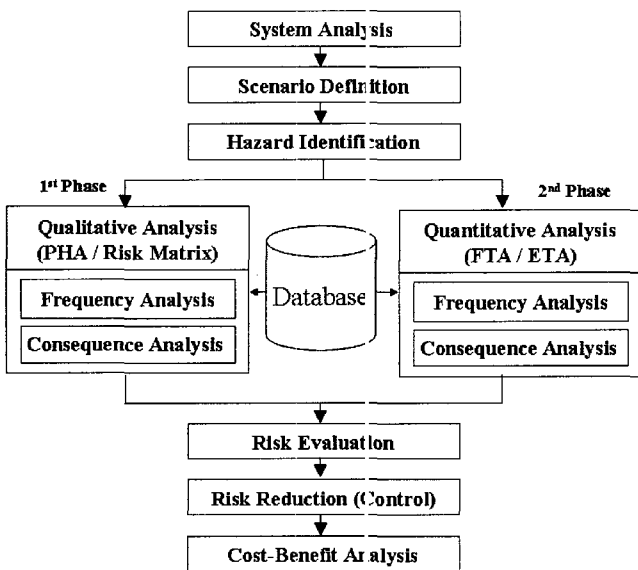 System Analysis
Scenario Definition
Hazard Identification
1st Phase
2nd Phase
Qualitative Analysis
(PHA / Risk Matrix)
Frequency Analysis
Consequence Analysis
Database
Quantitative Analysis
(FTA / ETA)
Frequency Analysis
Consequence Analysis
Risk Evaluation
Risk Reduction (Control)
Cost-Benefit Analysis